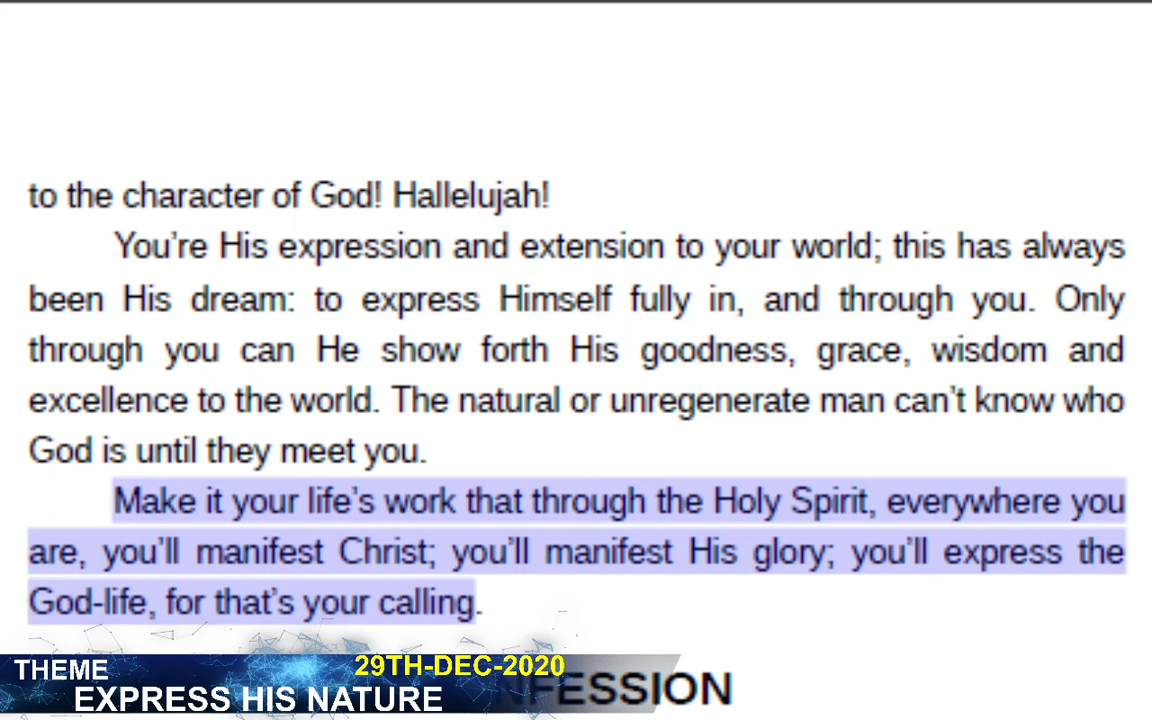 to the character of God! Hallelujah!
You're His expression and extension to your world; this has always
been His dream: to express Himself fully in, and through you. Only
through you can He show forth His goodness, grace, wisdom and
excellence to the world. The natural or unregenerate man can't know who
God is until they meet you.
Make it your life's work that through the Holy Spirit, everywhere you
are, you'll manifest Christ; you'll manifest His glory; you'll express the
God-life, for that's your calling.
THEME
29TH-DEC-2020
EXPRESS HIS NATURE
NFESSION